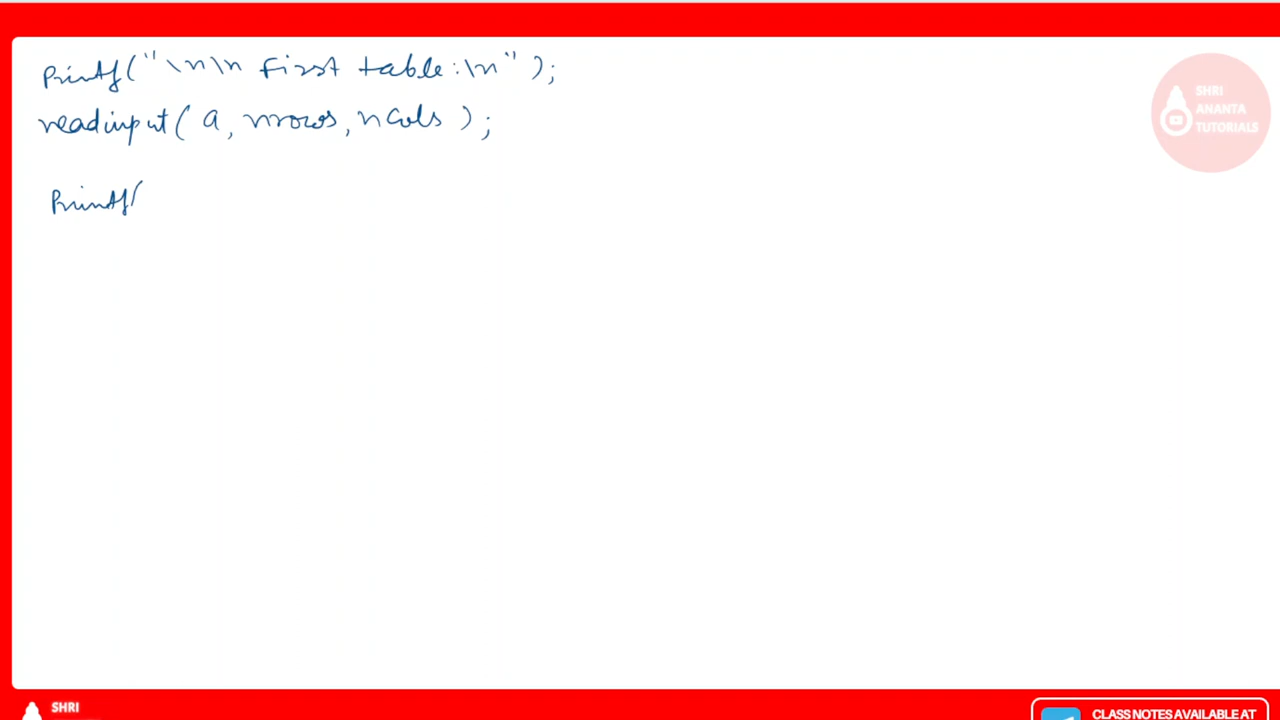 printf("\n\n First table:\n");
readinput( a, nrows, ncols );
printf(
SHRI
ANANTA
TUTORIALS
SHRI
CLASS NOTES AVAILABLE AT